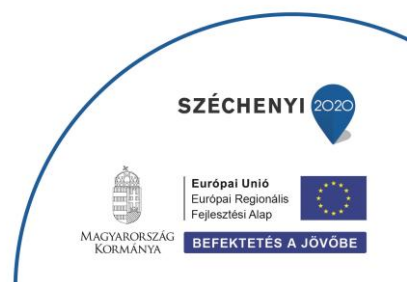 SZÉCHENYI 2020
Európai Unió
Európai Regionális
Fejlesztési Alap
MAGYARORSZÁG
KORMÁNYA
BEFEKTETÉS A JÖVŐBE